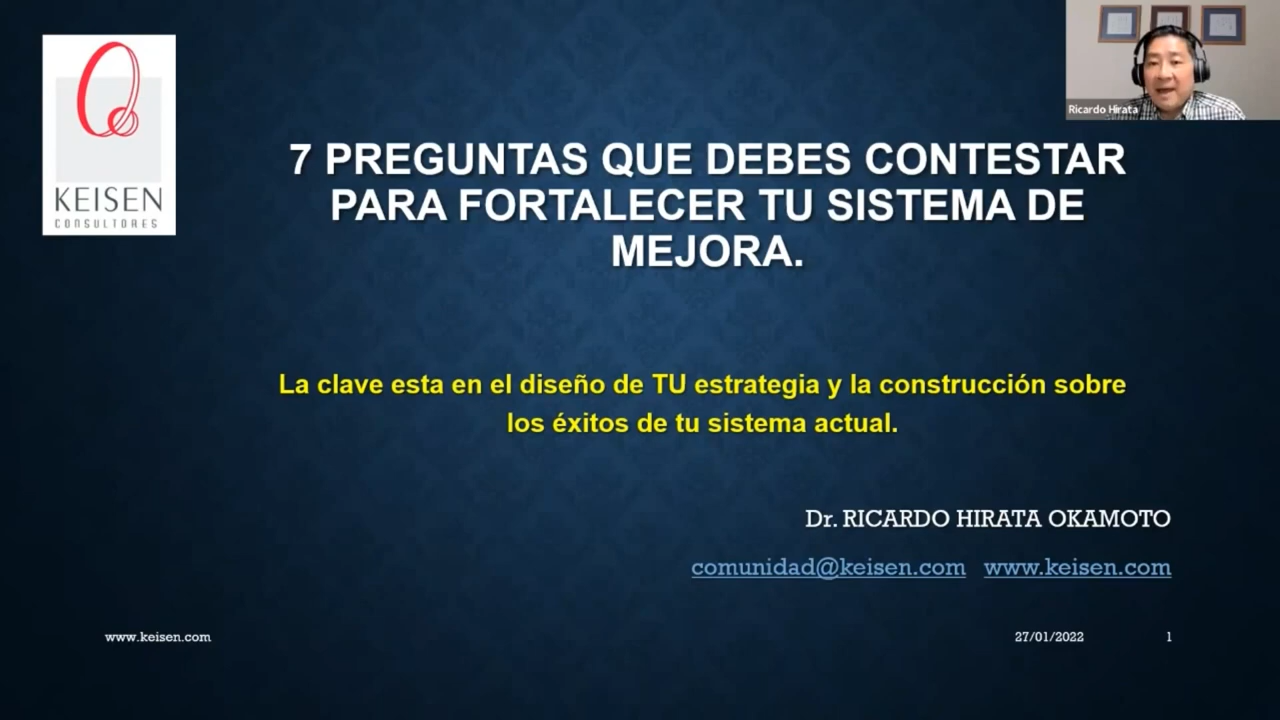 KEISEN
CONSULTORES
Ricardo Hirata
7 PREGUNTAS QUE DEBES CONTESTAR
PARA FORTALECER TU SISTEMA DE
MEJORA.
La clave esta en el diseño de TU estrategia y la construcción sobre
los éxitos de tu sistema actual.
Dr. RICARDO HIRATA OKAMOTO
comunidad@keisen.com www.keisen.com
www.keisen.com 27/01/2022 1